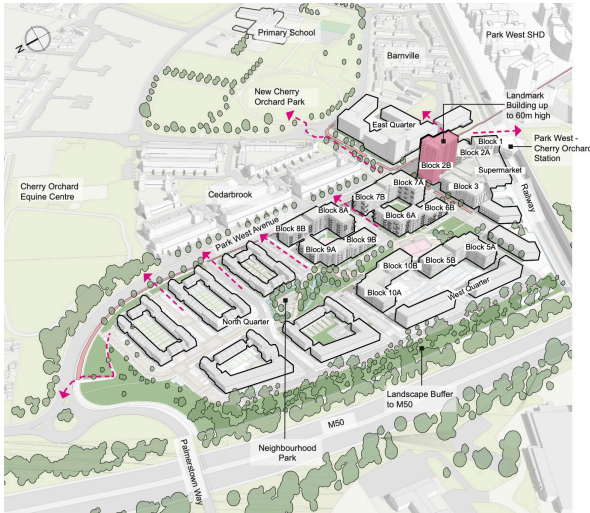 N
Primary School
Park West SHD
Barnville
New Cherry
Orchard Park
Landmark
Building up
to 60m high
East Quarter
Block 1
Block 2A
Park West -
Cherry Orchard
Station
Block 2B
Supermarket
Cherry Orchard
Equine Centre
Cedarbrook
Block 7A
Block 3
Block 7B
Block 6B
Block 8A
Block 6A
Railway
Park West Avenue
Block 8B
Block 9B
Block 9A
Block 5A
Block 5B
Block 10B
Block 10A
West Quarter
North Quarter
Landscape Buffer
to M50
M50
Neighbourhood
Park
Palmerstown Way